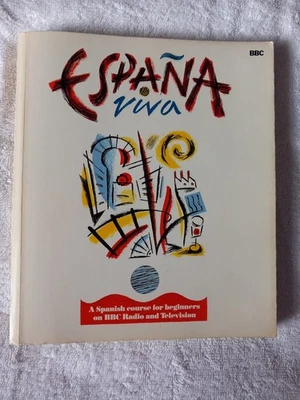 BBC
ESPAÑA
viva
A Spanish course for beginners
on BBC Radio and Television